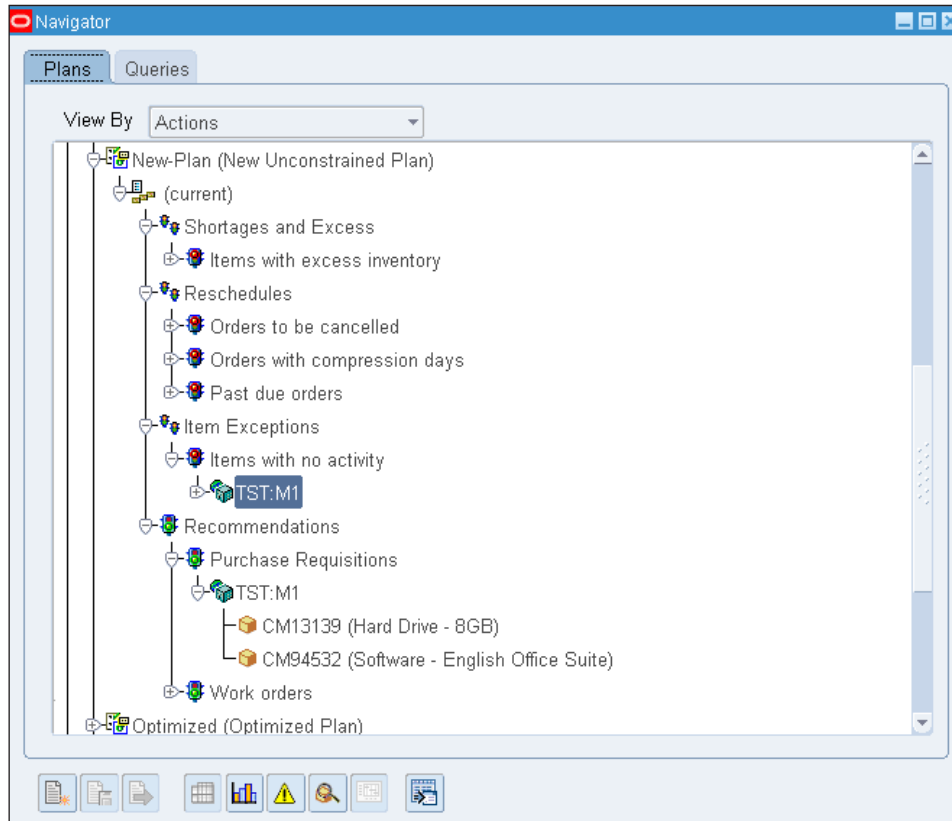 Navigator
Plans Queries
View By Actions
New-Plan (New Unconstrained Plan)
(current)
Shortages and Excess
Items with excess inventory
Reschedules
Orders to be cancelled
Orders with compression days
Past due orders
Item Exceptions
Items with no activity
TST:M1
Recommendations
Purchase Requisitions
TST:M1
CM13139 (Hard Drive - 8GB)
CM94532 (Software - English Office Suite)
Work orders
Optimized (Optimized Plan)